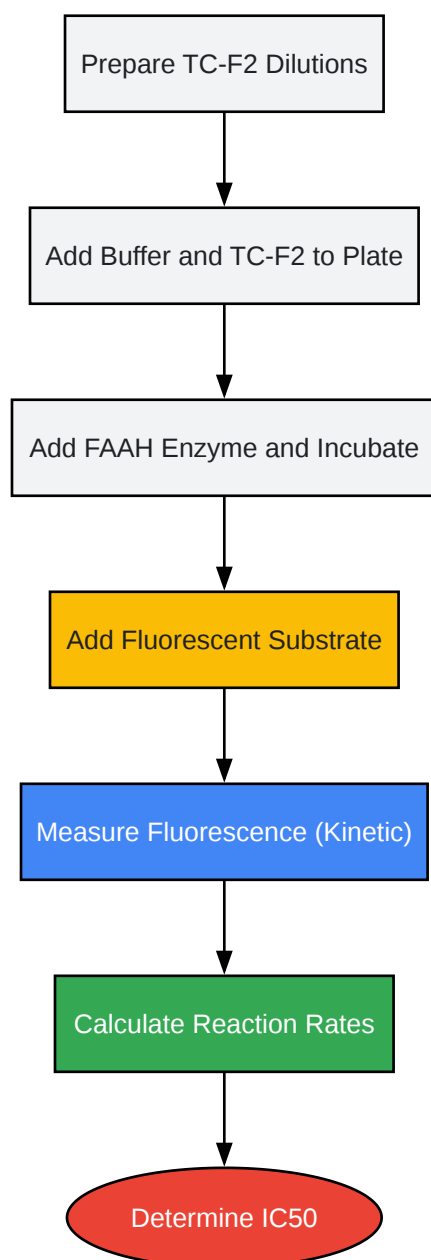 Prepare TC-F2 Dilutions
Add Buffer and TC-F2 to Plate
Add FAAH Enzyme and Incubate
Add Fluorescent Substrate
Measure Fluorescence (Kinetic)
Calculate Reaction Rates
Determine IC50